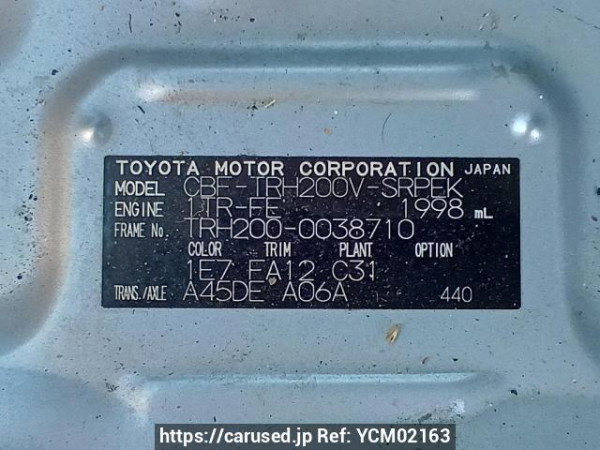 TOYOTA MOTOR CORPORATION JAPAN
MODEL CBF-TRH200V-SRPEK
ENGINE 1TR-FE 1998 mL
FRAME No. TRH200-0038710
COLOR TRIM PLANT OPTION
1E7 FA12 C31
TRANS./AXLE A45DE A06A 440
https://carused.jp Ref: YCM02163